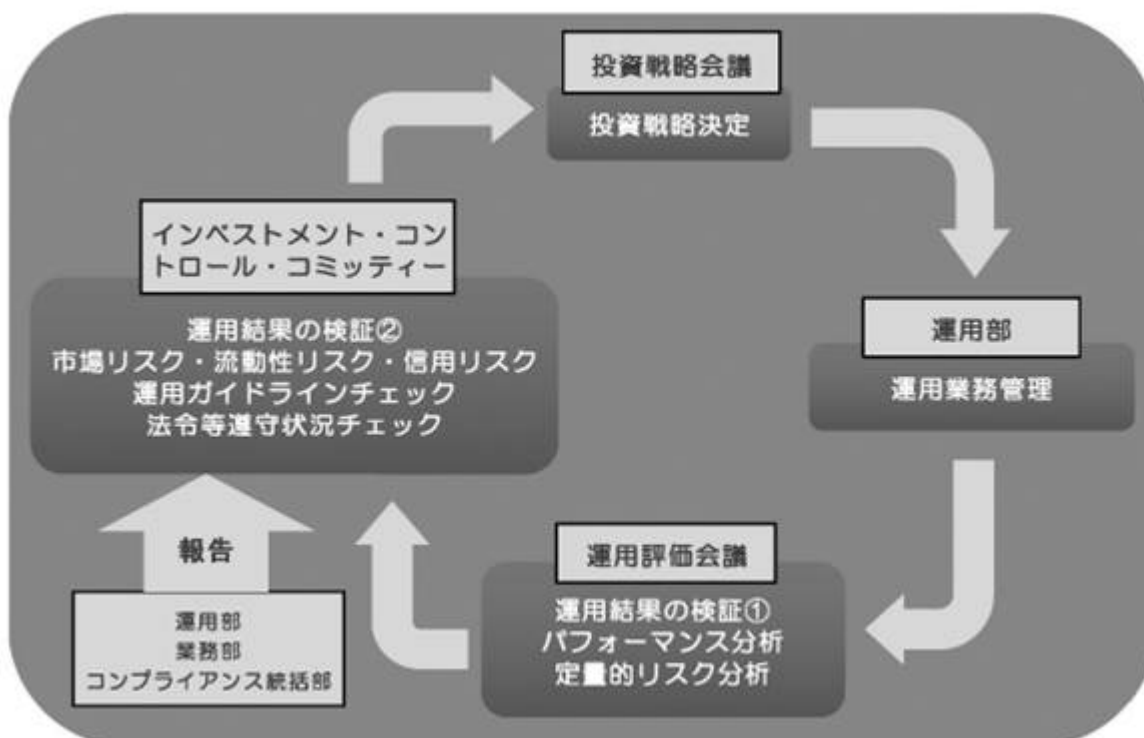 投資戦略会議
投資戦略決定
運用部
運用業務管理
運用評価会議
運用結果の検証①
パフォーマンス分析
定量的リスク分析
インベストメント・コン
トロール・コミッティー
運用結果の検証②
市場リスク・流動性リスク・信用リスク
運用ガイドラインチェック
法令等遵守状況チェック
報告
運用部
業務部
コンプライアンス統括部